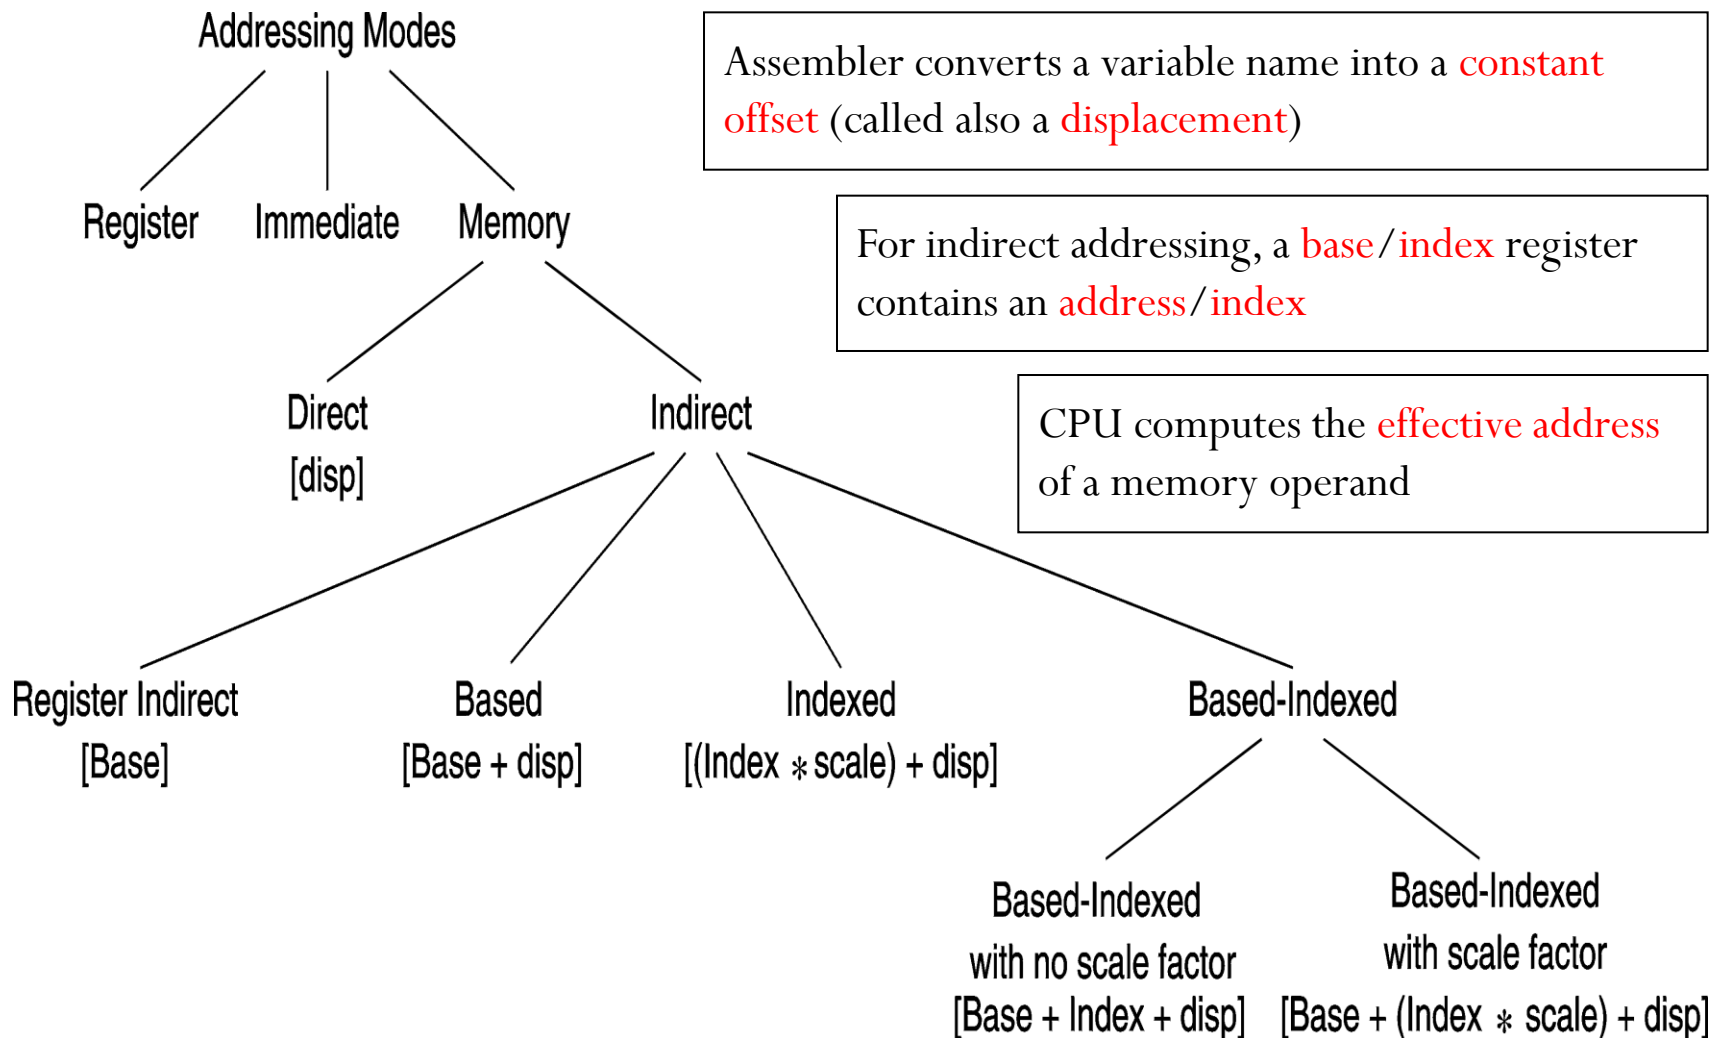 Addressing Modes
Assembler converts a variable name into a constant
offset (called also a displacement)
Register
Immediate
Memory
For indirect addressing, a base/index register
contains an address/index
Direct
[disp]
Indirect
CPU computes the effective address
of a memory operand
Register Indirect
[Base]
Based
[Base + disp]
Indexed
[(Index * scale) + disp]
Based-Indexed
Based-Indexed
with no scale factor
[Base + Index + disp]
Based-Indexed
with scale factor
[Base + (Index * scale) + disp]